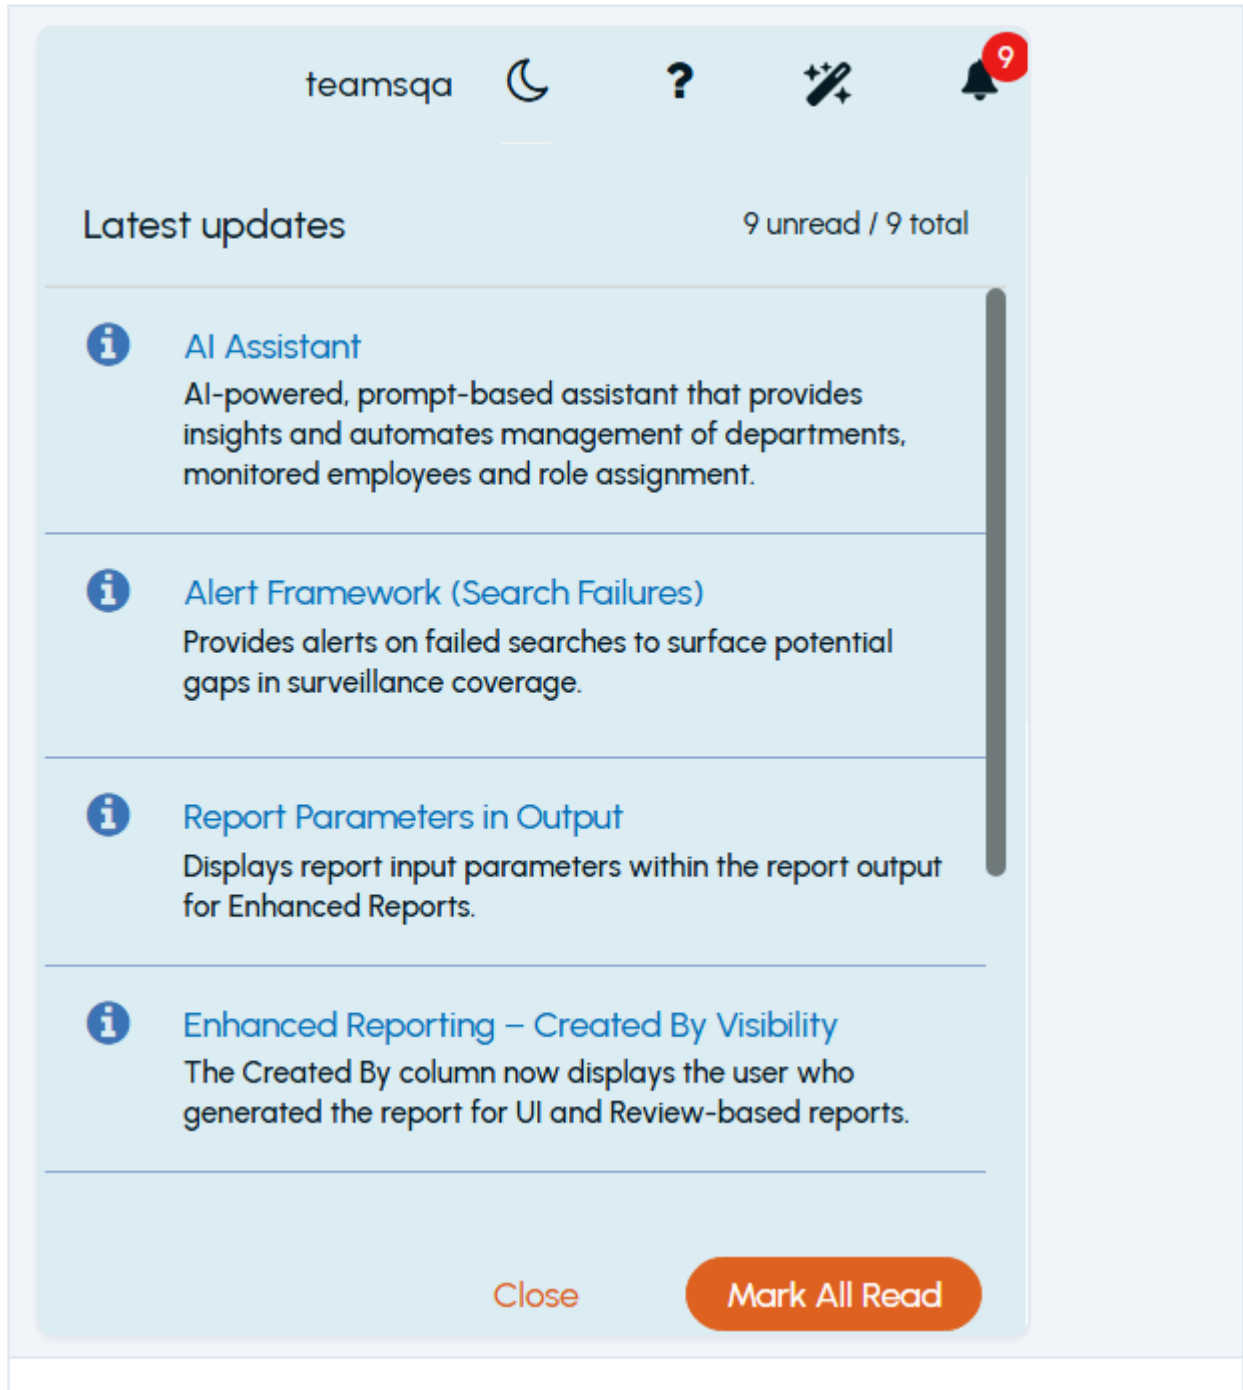 teamsqa ? 9
Latest updates 9 unread / 9 total
AI Assistant
AI-powered, prompt-based assistant that provides
insights and automates management of departments,
monitored employees and role assignment.
Alert Framework (Search Failures)
Provides alerts on failed searches to surface potential
gaps in surveillance coverage.
Report Parameters in Output
Displays report input parameters within the report output
for Enhanced Reports.
Enhanced Reporting – Created By Visibility
The Created By column now displays the user who
generated the report for UI and Review-based reports.
Close Mark All Read